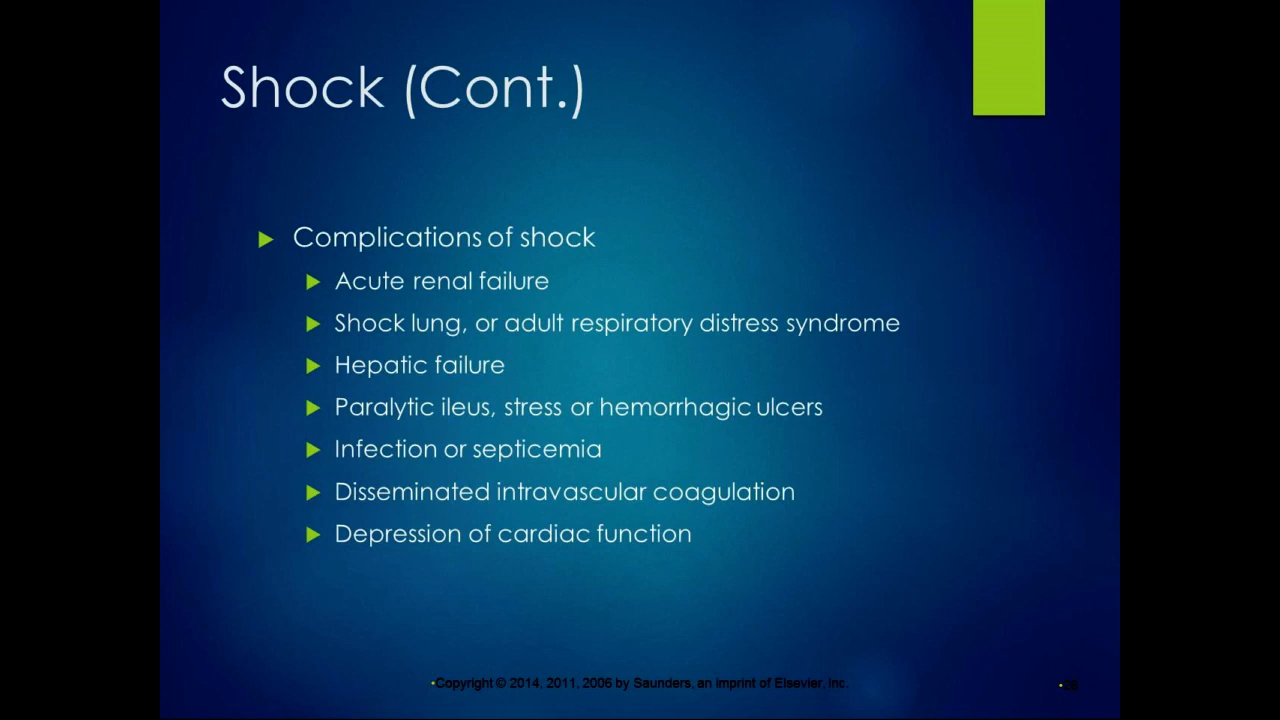 Shock (Cont.)
Complications of shock
Acute renal failure
Shock lung, or adult respiratory distress syndrome
Hepatic failure
Paralytic ileus, stress or hemorrhagic ulcers
Infection or septicemia
Disseminated intravascular coagulation
Depression of cardiac function
•Copyright © 2014, 2011, 2006 by Saunders, an imprint of Elsevier, Inc.